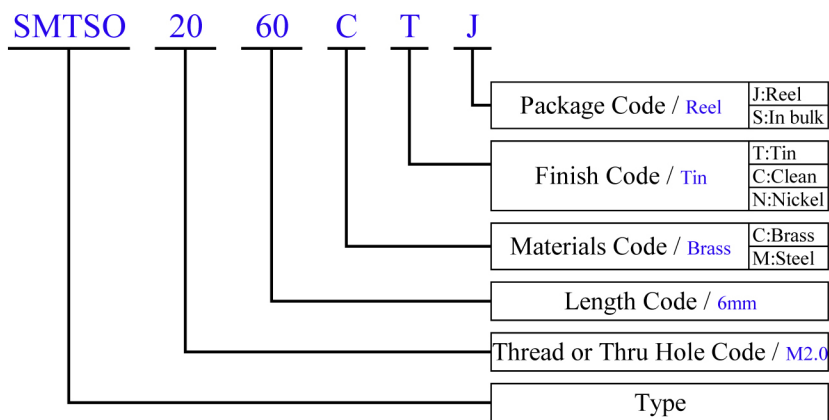 SMTSO 20 60 C T J
Package Code / Reel
J:Reel
S:In bulk
Finish Code / Tin
T:Tin
C:Clean
N:Nickel
Materials Code / Brass
C:Brass
M:Steel
Length Code / 6mm
Thread or Thru Hole Code / M2.0
Type